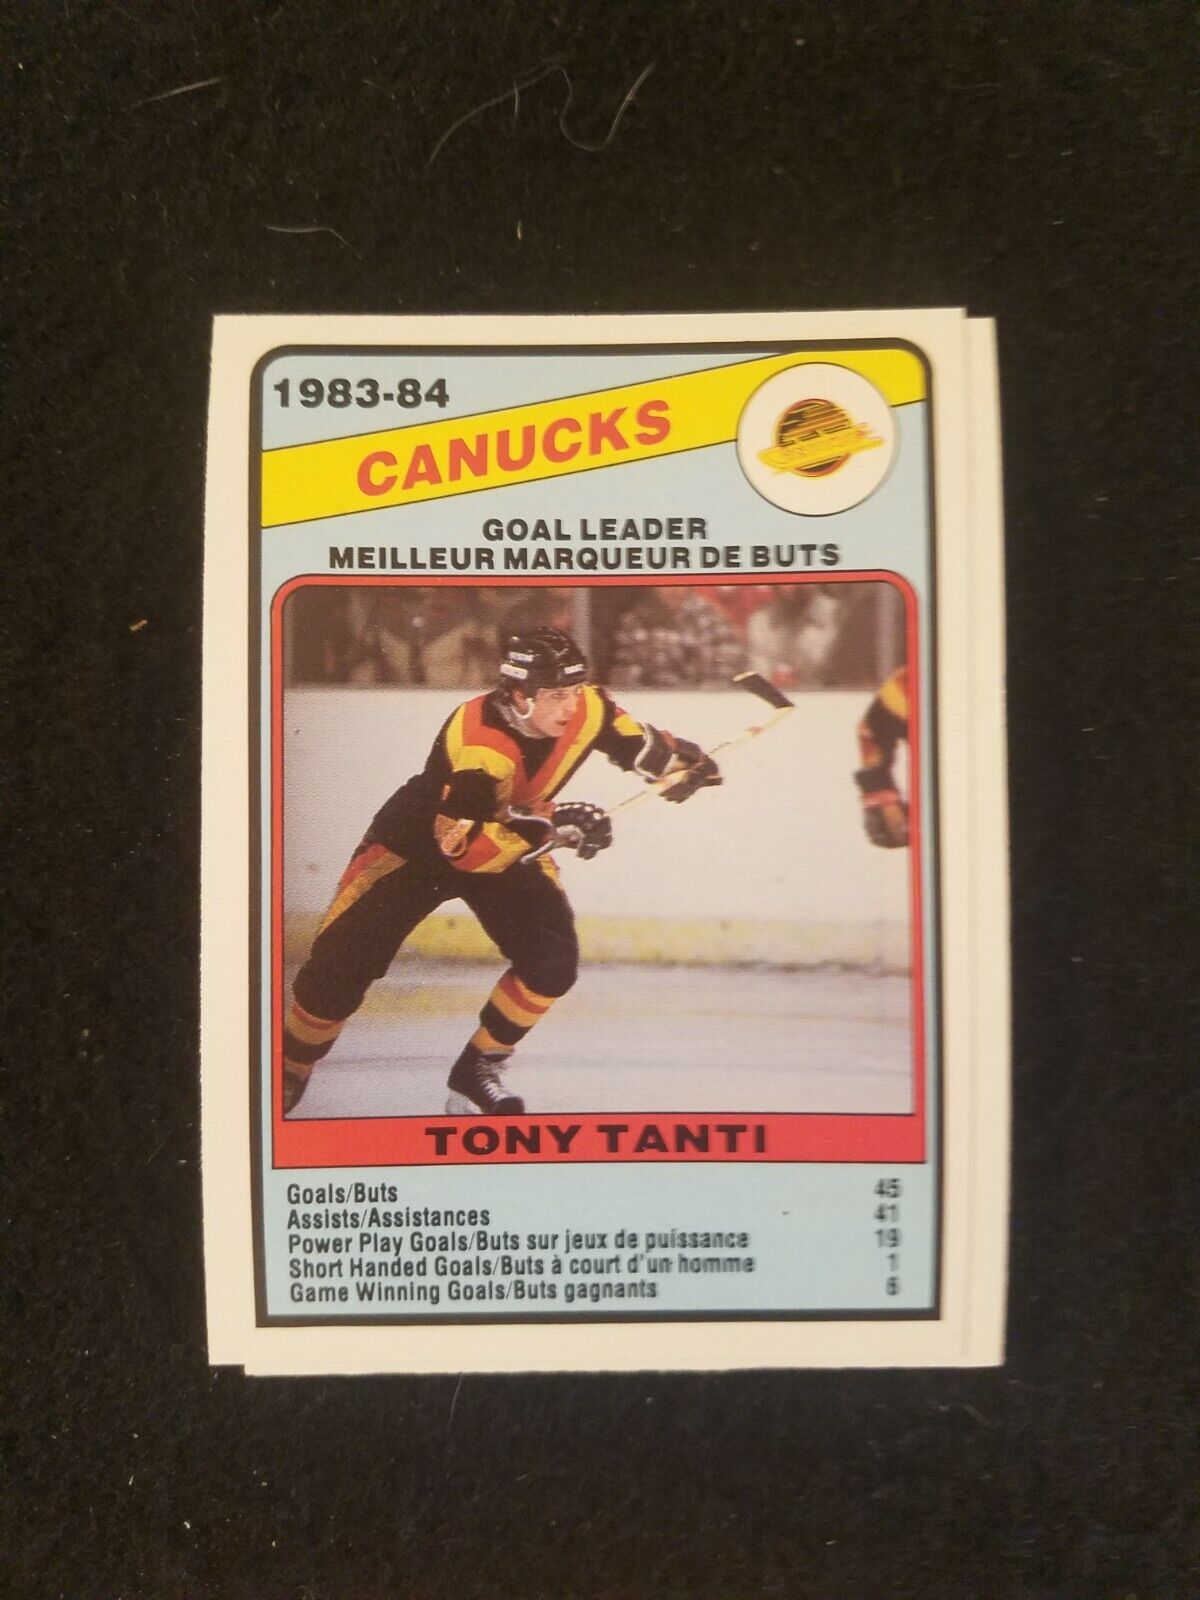 1983-84
CANUCKS
GOAL LEADER
MEILLEUR MARQUEUR DE BUTS
TONY TANTI
Goals/Buts 45
Assists/Assistances 41
Power Play Goals/Buts sur jeux de puissance 19
Short Handed Goals/Buts à court d'un homme 1
Game Winning Goals/Buts gagnants 6